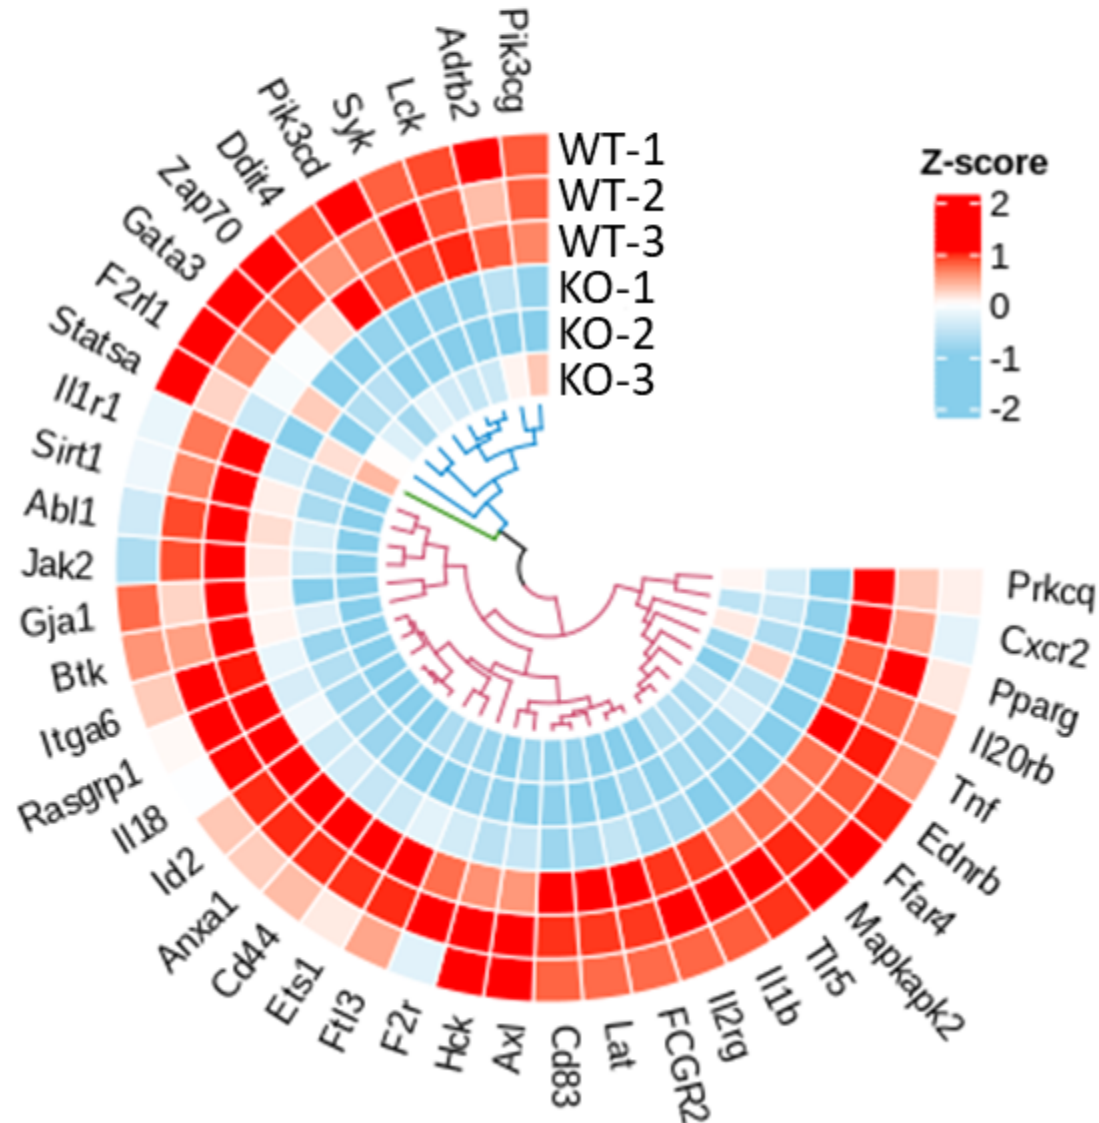 Pik3cg
Adrb2
Lck
Syk
Pik3cd
Ddit4
Zap70
Gata3
F2rl1
Statsa
Il1r1
Sirt1
Abl1
Jak2
Gja1
Btk
Itga6
Rasgrp1
Il18
Id2
Anxa1
Cd44
Ets1
Ftl3
F2r
Hck
Axl
Cd83
Lat
FCGR2
Il2rg
Il1b
Tlr5
Mapkapk2
Ffar4
Ednrb
Tnf
Il20rb
Pparg
Cxcr2
Prkcq
WT-1
WT-2
WT-3
KO-1
KO-2
KO-3
Z-score
2
1
0
-1
-2